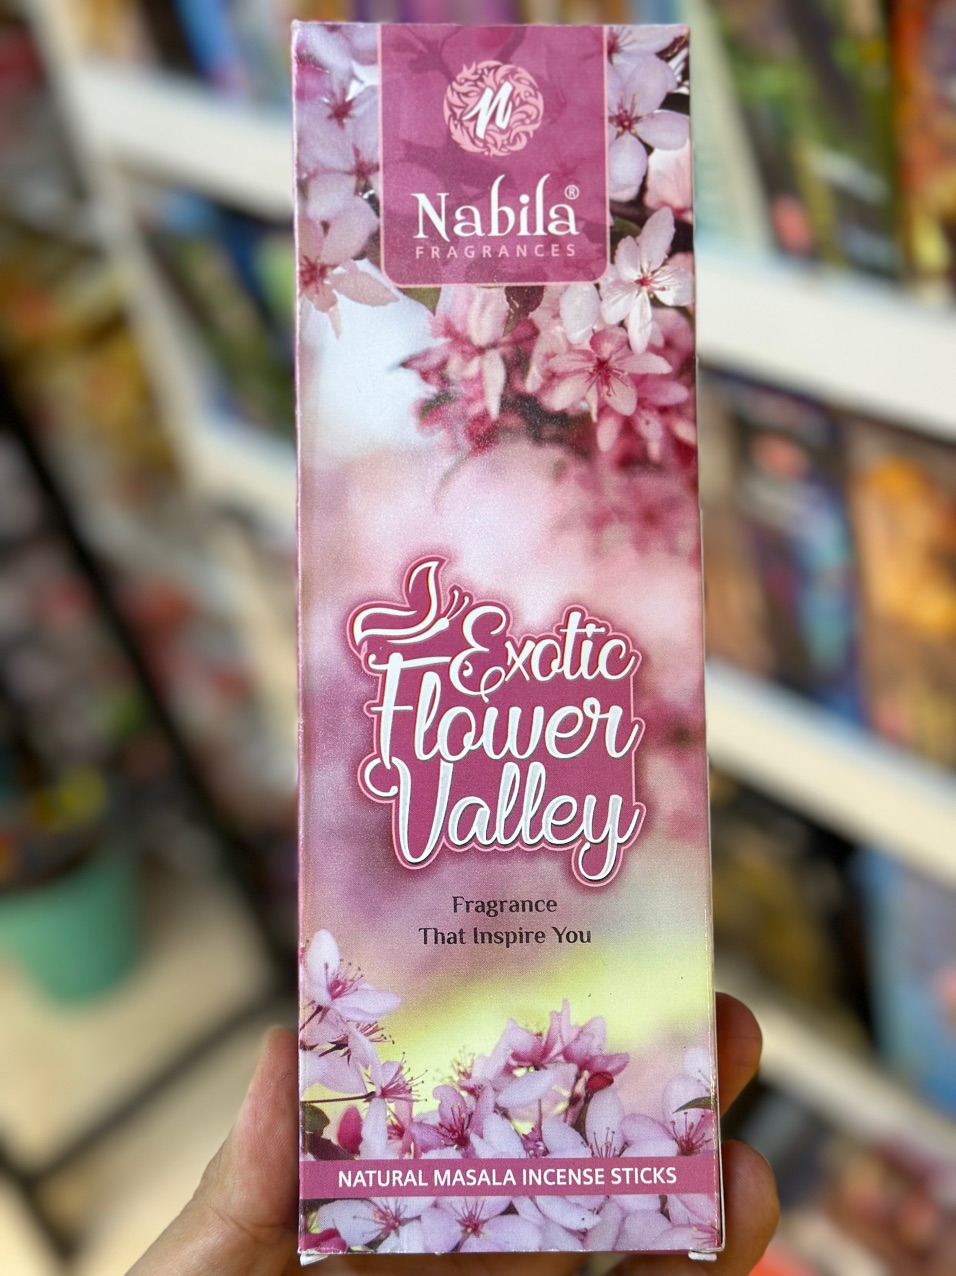 n
Nabila®
FRAGRANCES
Exotic
Flower
Valley
Fragrance
That Inspire You
NATURAL MASALA INCENSE STICKS